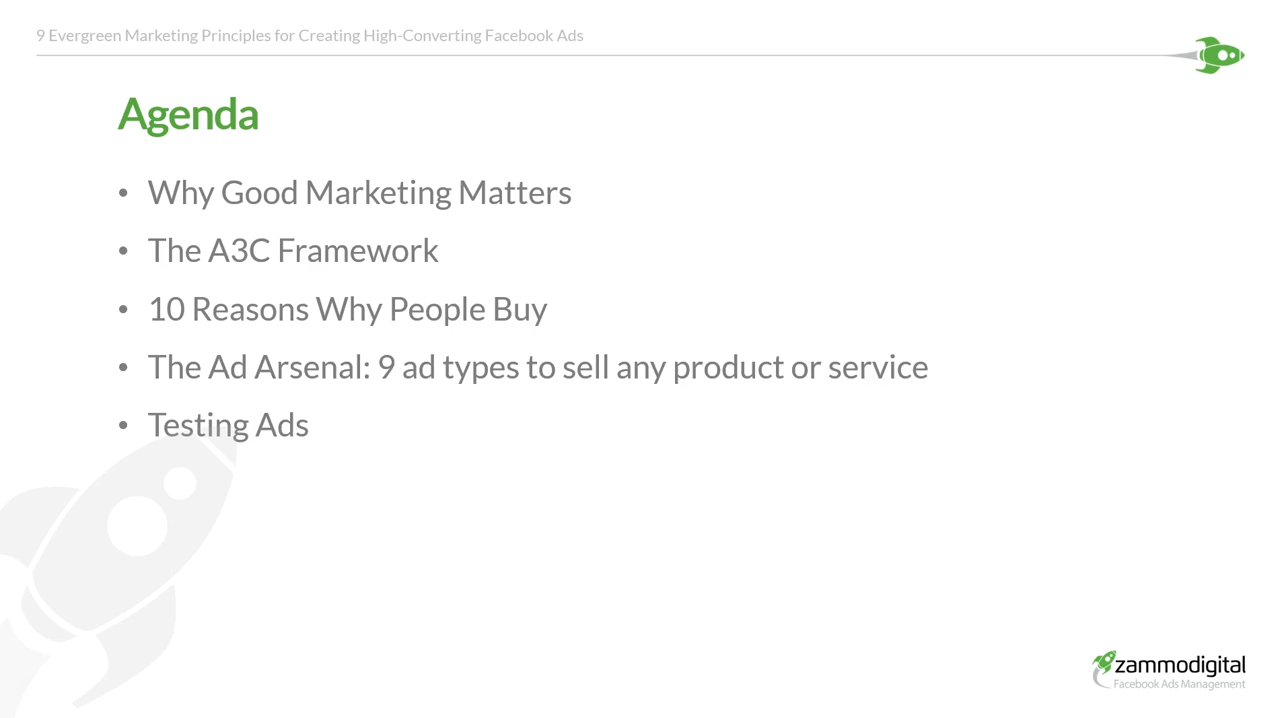 9 Evergreen Marketing Principles for Creating High-Converting Facebook Ads
Agenda
• Why Good Marketing Matters
• The A3C Framework
• 10 Reasons Why People Buy
• The Ad Arsenal: 9 ad types to sell any product or service
• Testing Ads
zammodigital
Facebook Ads Management